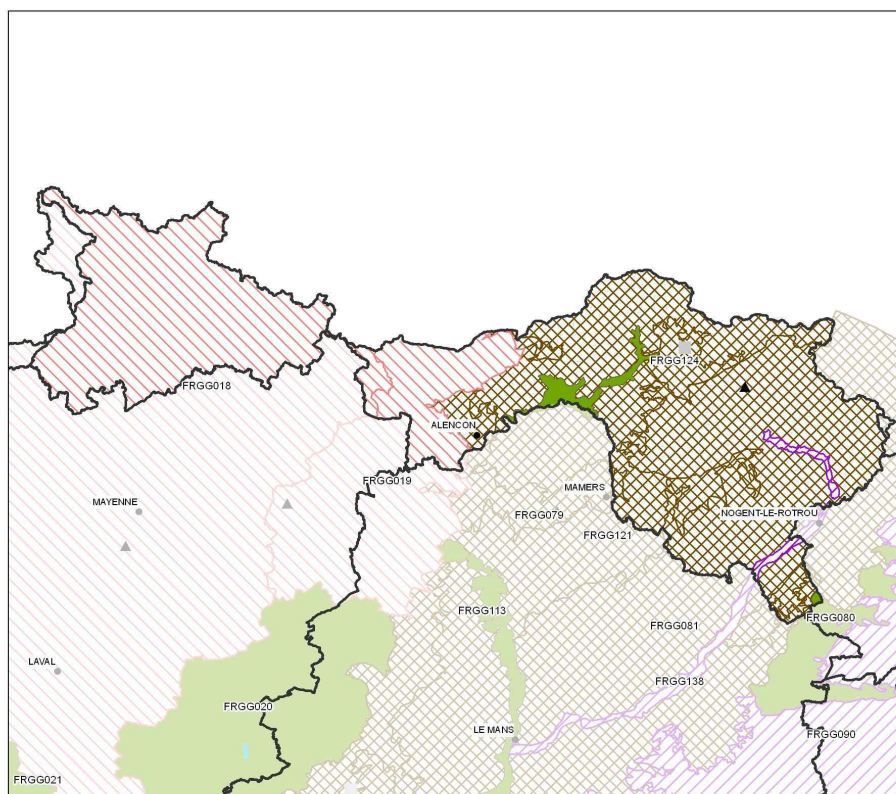 FRGG124
FRGG018
ALENCON
FRGG019
MAMERS
MAYENNE
FRGG079
NOGENT-LE-ROTROU
FRGG121
FRGG113
FRGG080
FRGG081
LAVAL
FRGG138
FRGG020
LE MANS
FRGG090
FRGG021